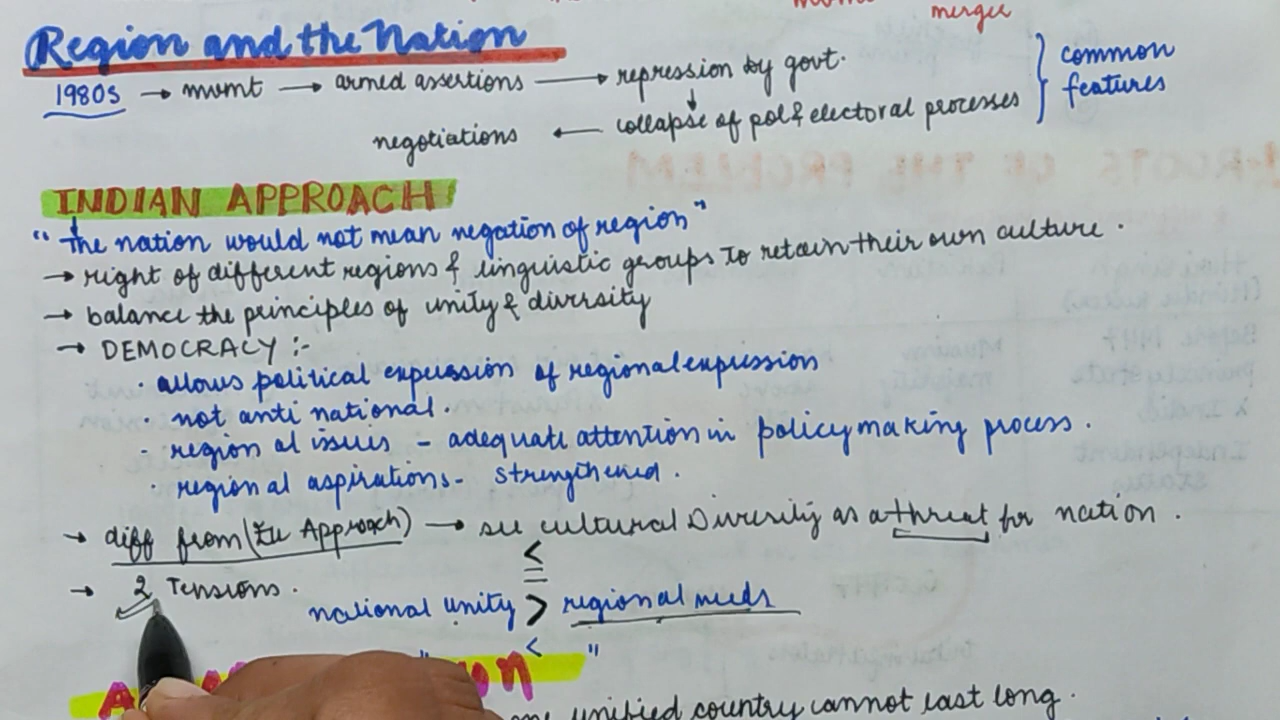 merger
Region and the Nation
1980s → mvmt → armed assertions → repression by govt. } common features
negotiations ← collapse of pol & electoral processes
INDIAN APPROACH
"The nation would not mean negation of region"
→ right of different regions & linguistic groups to retain their own culture.
→ balance the principles of unity & diversity
→ DEMOCRACY :-
· allows political expression of regional expression
· not anti national.
· regional issues - adequate attention in policy making process.
· regional aspirations - strengthened.
→ diff from (Eu Approach) → see cultural Diversity as a threat for nation.
→ 2 Tensions.
< =
national unity > regional needs
" < "
unified country cannot last long.